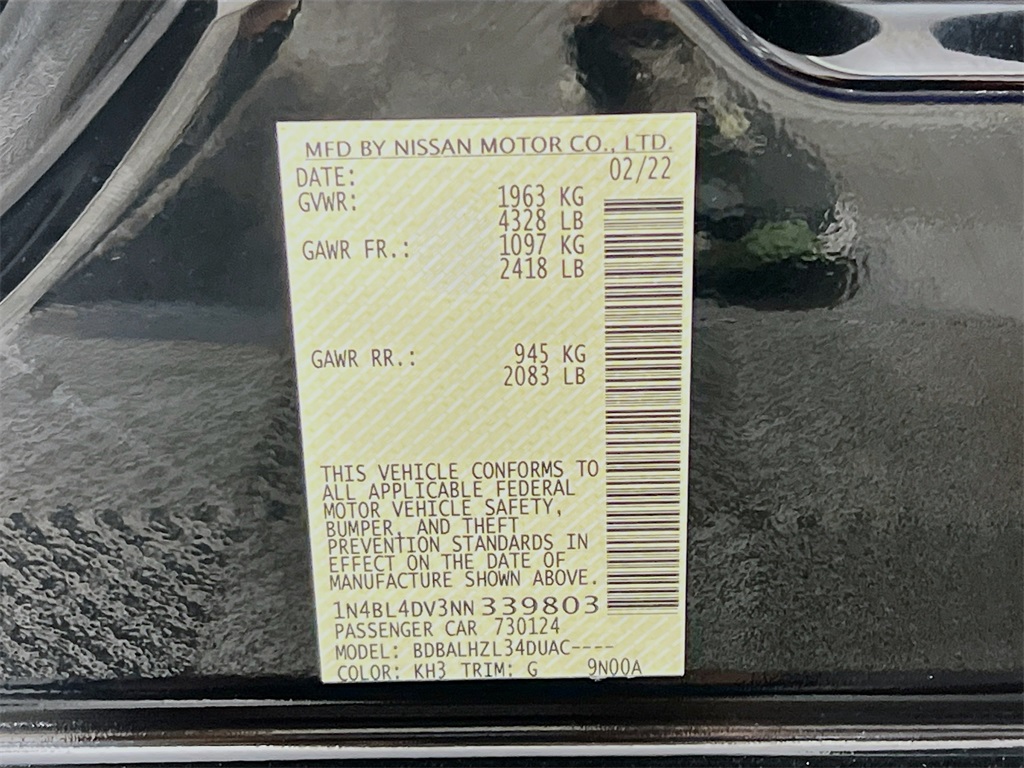 MFD BY NISSAN MOTOR CO., LTD.
DATE: 02/22
GVWR: 1963 KG
4328 LB
GAWR FR.: 1097 KG
2418 LB
GAWR RR.: 945 KG
2083 LB
THIS VEHICLE CONFORMS TO
ALL APPLICABLE FEDERAL
MOTOR VEHICLE SAFETY,
BUMPER, AND THEFT
PREVENTION STANDARDS IN
EFFECT ON THE DATE OF
MANUFACTURE SHOWN ABOVE.
1N4BL4DV3NN339803
PASSENGER CAR 730124
MODEL: BDBALHZL34DUAC----
COLOR: KH3 TRIM: G 9N00A